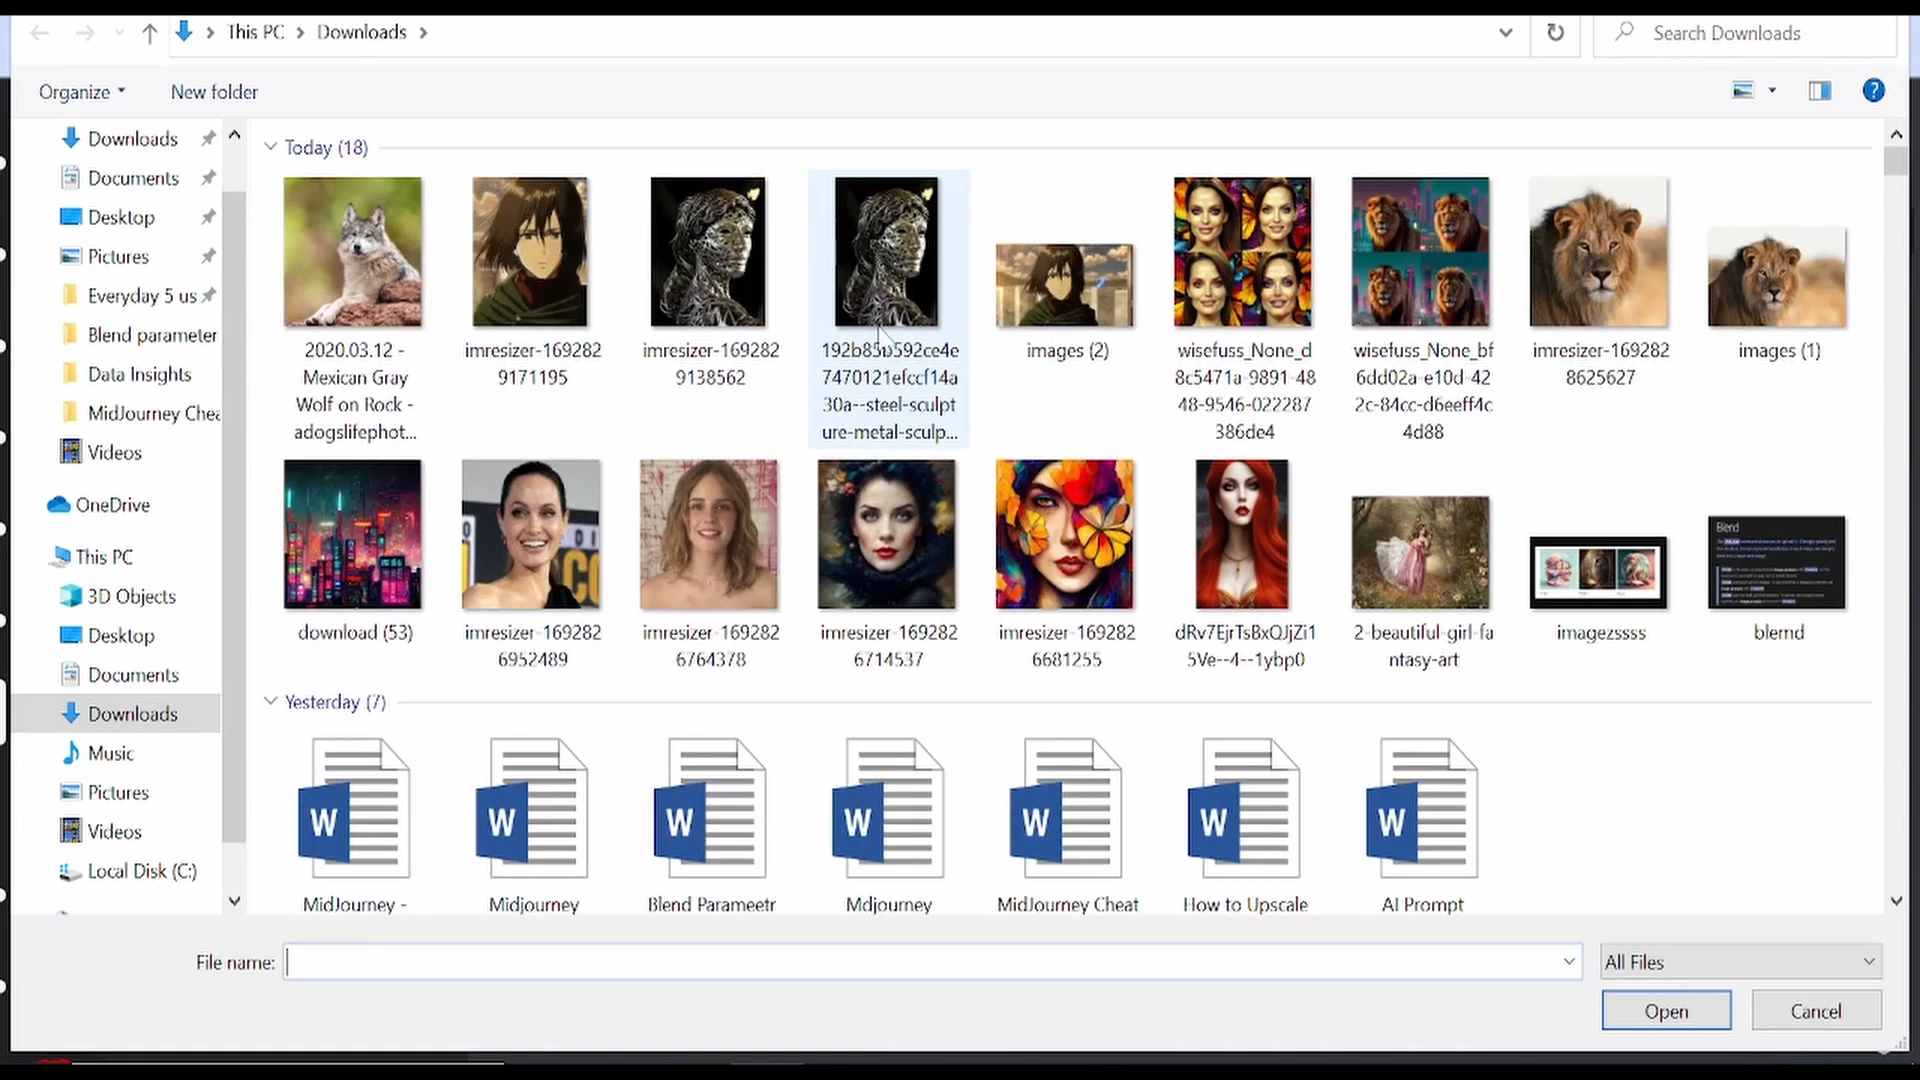 This PC > Downloads >
Search Downloads
Organize
New folder
Downloads
Documents
Desktop
Pictures
Everyday 5 us
Blend parameter
Data Insights
MidJourney Chea
Videos
OneDrive
This PC
3D Objects
Desktop
Documents
Downloads
Music
Pictures
Videos
Local Disk (C:)
Today (18)
2020.03.12 -
Mexican Gray
Wolf on Rock -
adogslifephot...
imresizer-169282
9171195
imresizer-169282
9138562
192b85b592ce4e
7470121efccf14a
30a--steel-sculpt
ure-metal-sculp...
images (2)
wisefuss_None_d
8c5471a-9891-48
48-9546-022287
386de4
wisefuss_None_bf
6dd02a-e10d-42
2c-84cc-d6eeff4c
4d88
imresizer-169282
8625627
images (1)
download (53)
imresizer-169282
6952489
imresizer-169282
6764378
imresizer-169282
6714537
imresizer-169282
6681255
dRv7EjrTsBxQJjZi1
5Ve--4--1ybp0
2-beautiful-girl-fa
ntasy-art
imagezssss
Blend
blernd
Yesterday (7)
W
W
W
W
W
W
W
MidJourney -
Midjourney
Blend Parameetr
Mdjourney
MidJourney Cheat
How to Upscale
AI Prompt
File name:
All Files
Open
Cancel